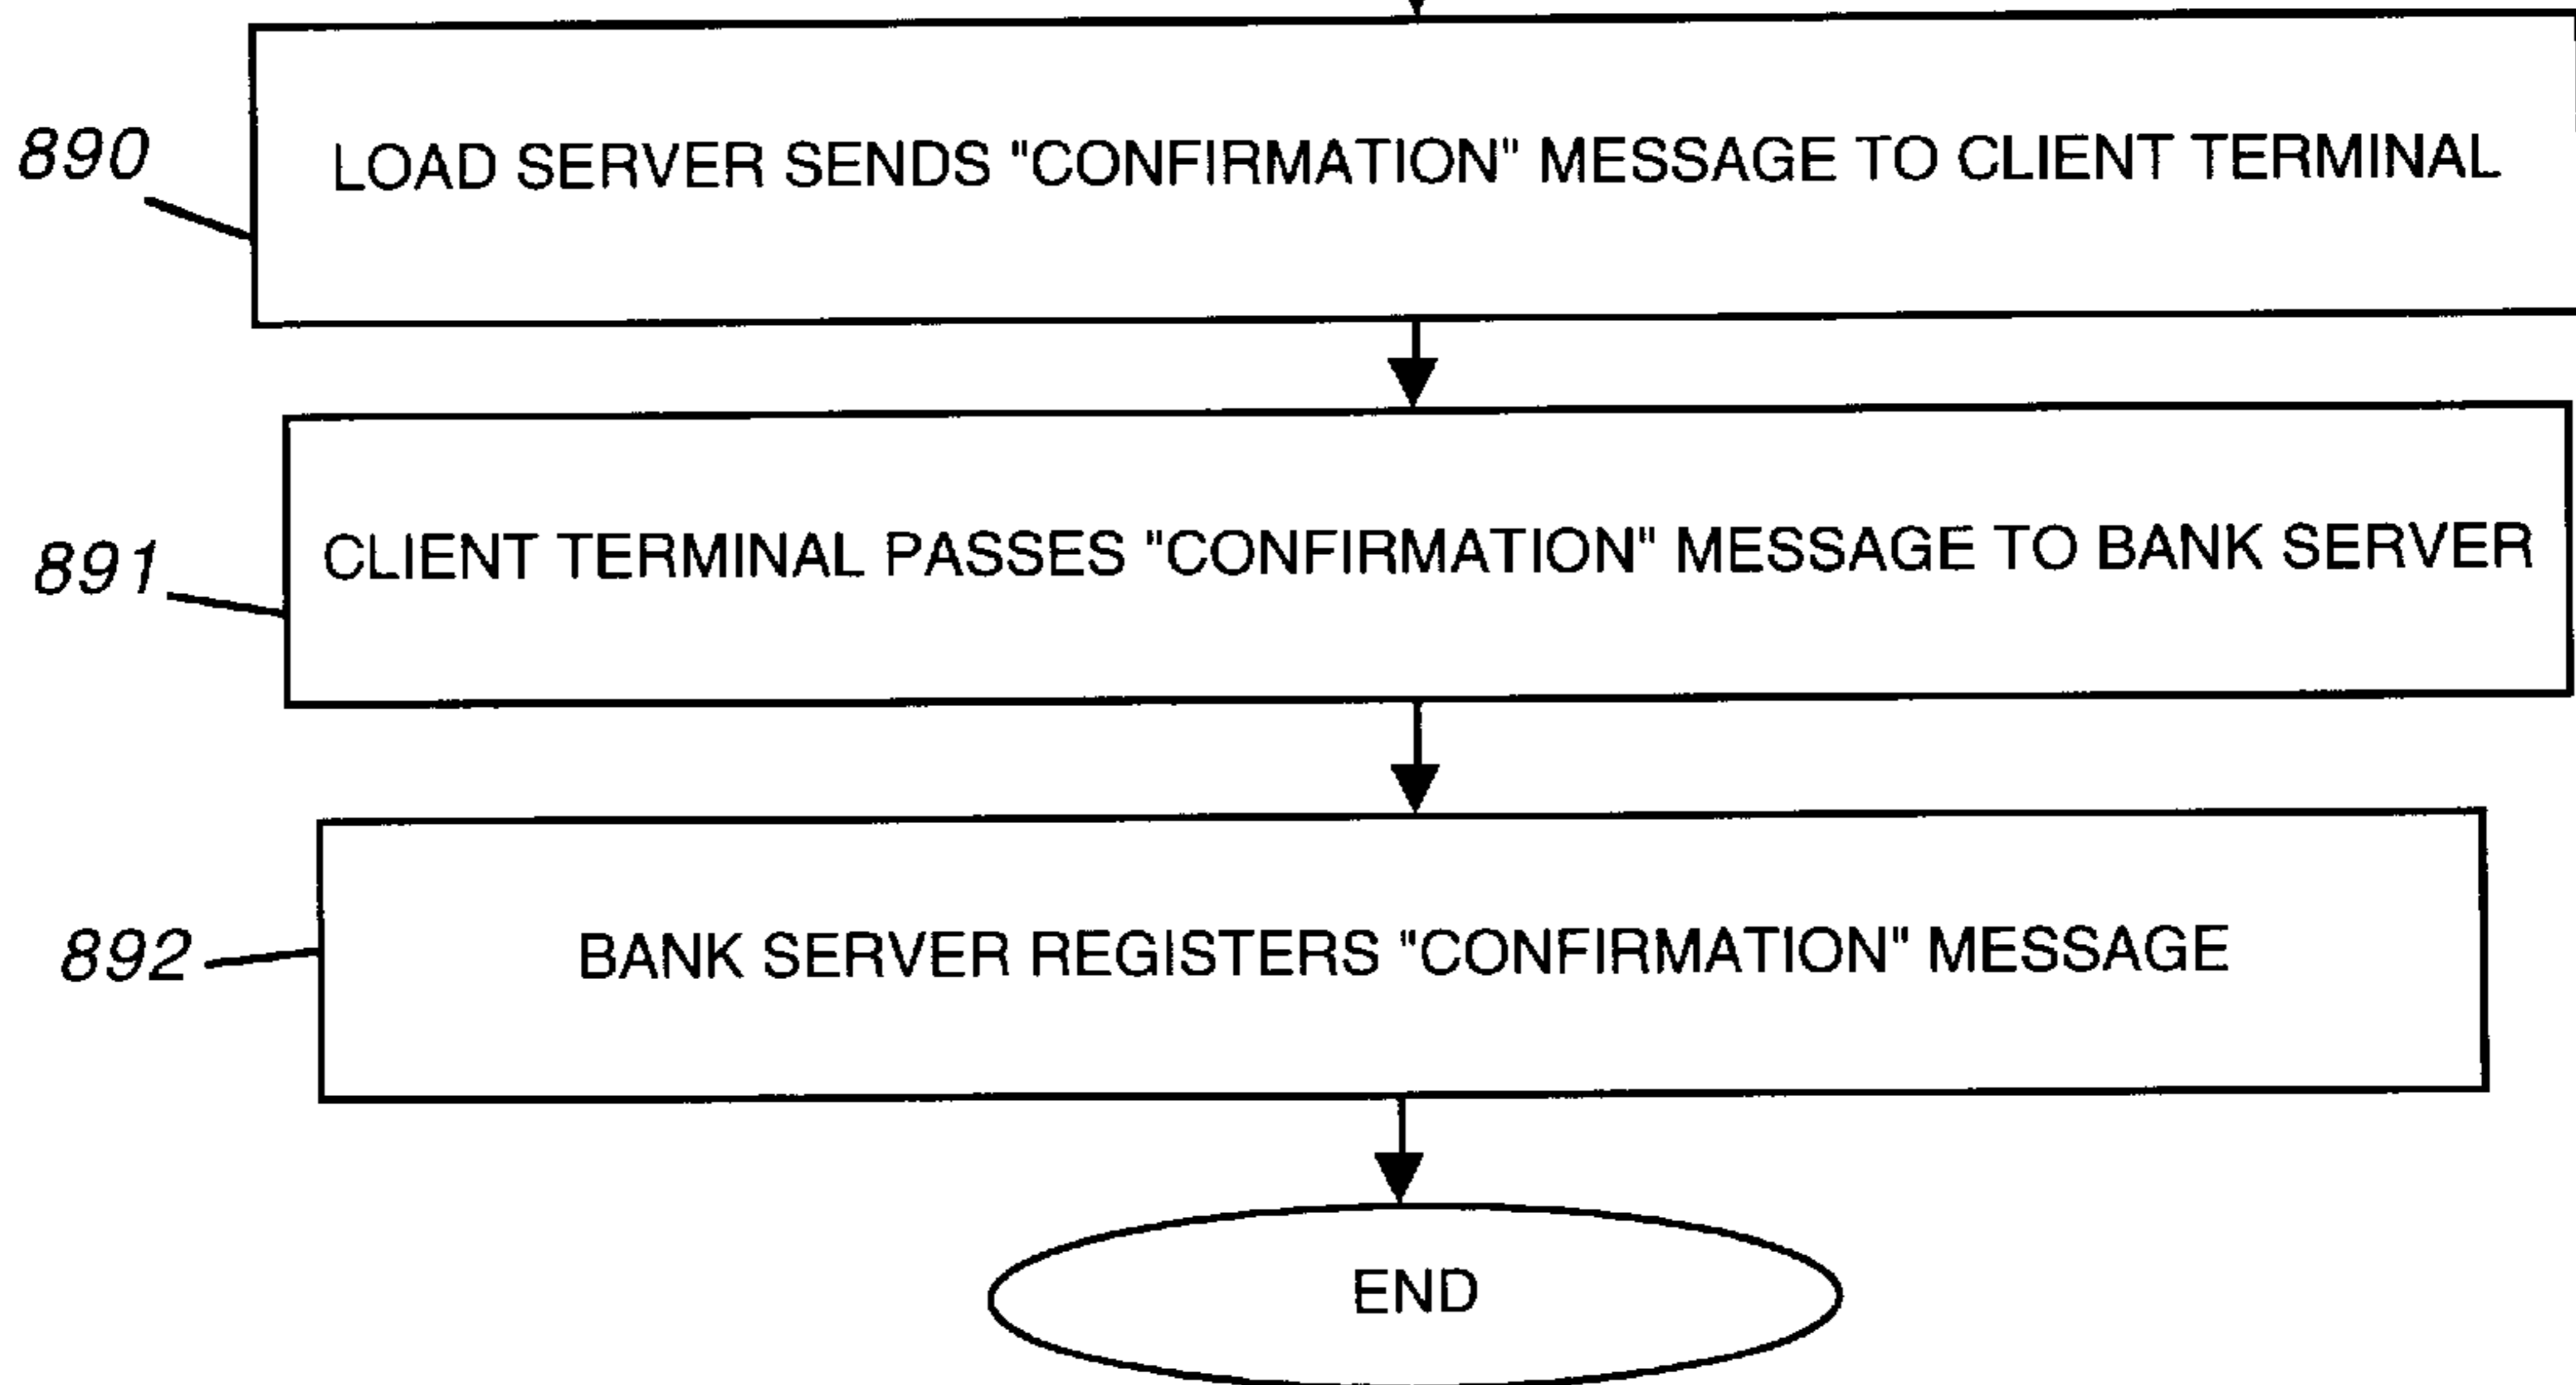 890
LOAD SERVER SENDS "CONFIRMATION" MESSAGE TO CLIENT TERMINAL
891
CLIENT TERMINAL PASSES "CONFIRMATION" MESSAGE TO BANK SERVER
892
BANK SERVER REGISTERS "CONFIRMATION" MESSAGE
END